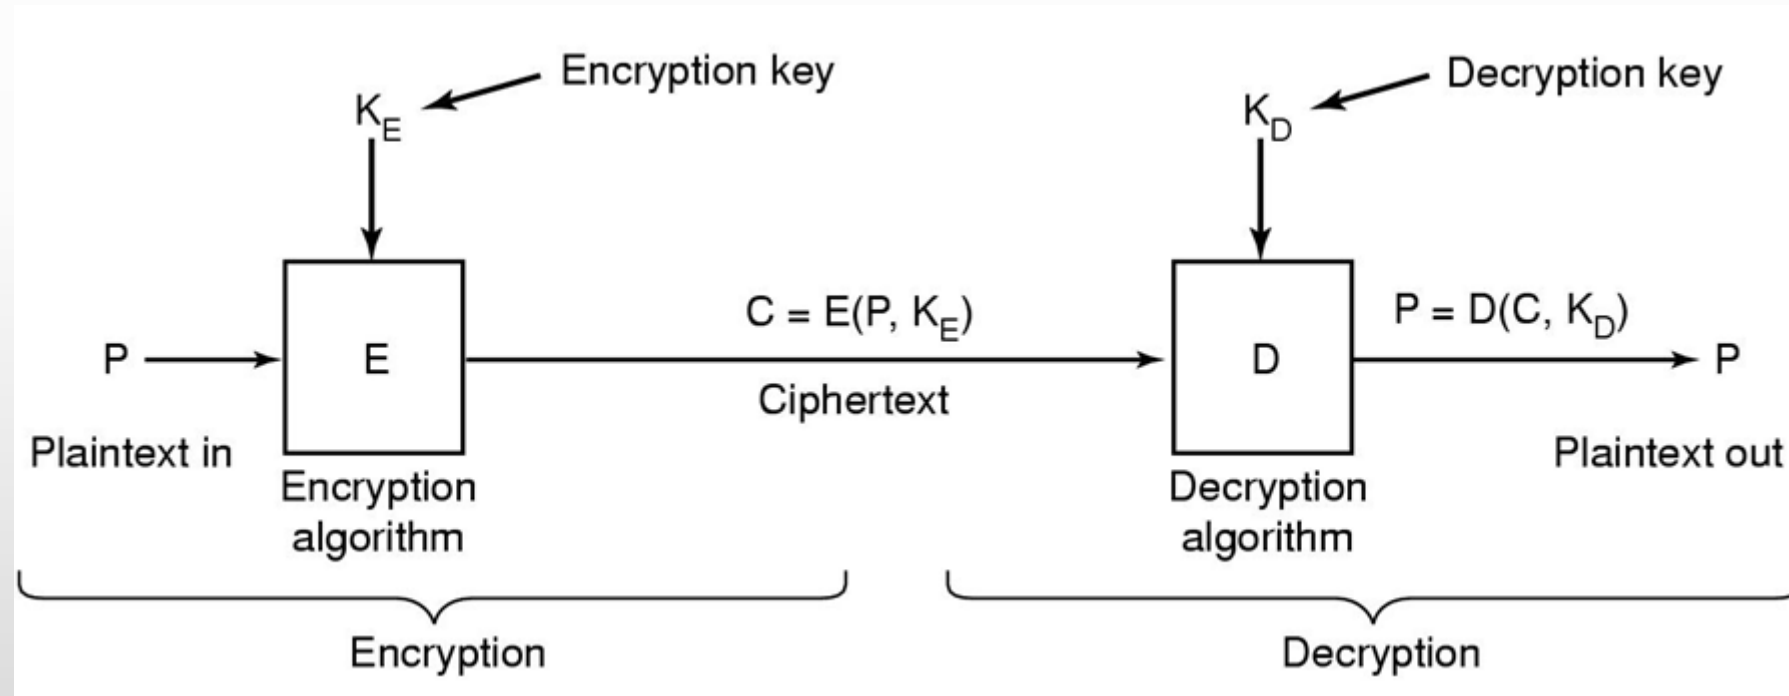 Encryption key
Decryption key
K_E
K_D
C = E(P, K_E)
P = D(C, K_D)
P
E
D
P
Ciphertext
Plaintext in
Plaintext out
Encryption
algorithm
Decryption
algorithm
Encryption
Decryption